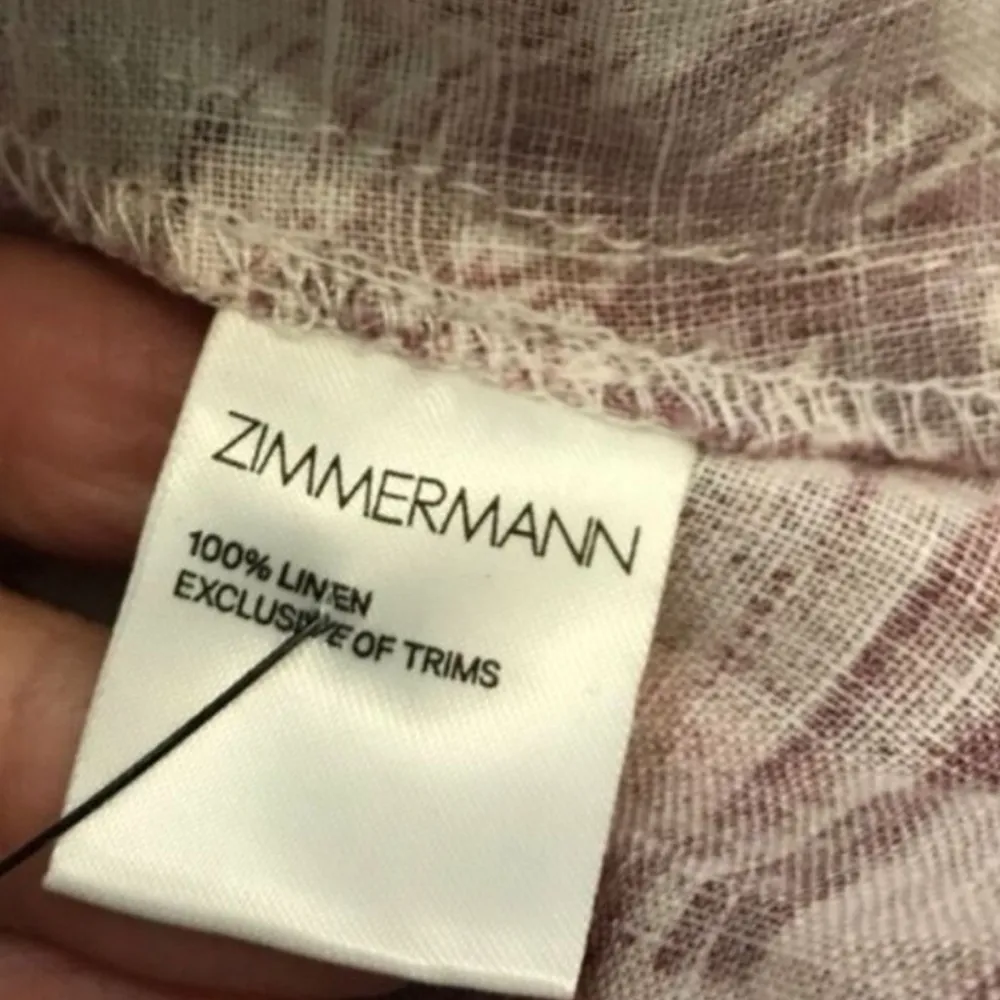 ZIMMERMANN
100% LINEN
EXCLUSIVE OF TRIMS